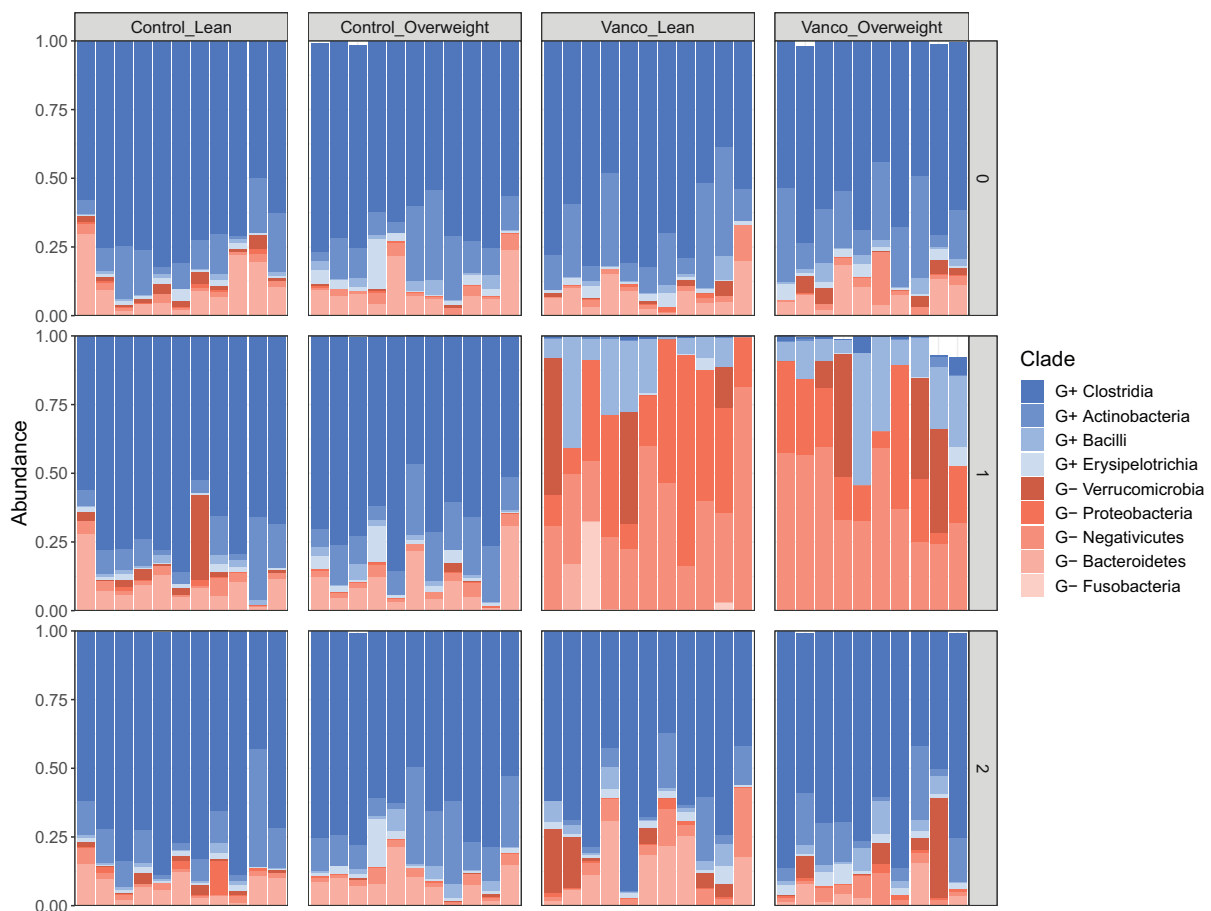 Control_Lean
Control_Overweight
Vanco_Lean
Vanco_Overweight
1.00
0.75
0.50
0.25
0.00
0
1.00
0.75
0.50
0.25
0.00
1
1.00
0.75
0.50
0.25
0.00
2
Abundance
Clade
G+ Clostridia
G+ Actinobacteria
G+ Bacilli
G+ Erysipelotrichia
G− Verrucomicrobia
G− Proteobacteria
G− Negativicutes
G− Bacteroidetes
G− Fusobacteria